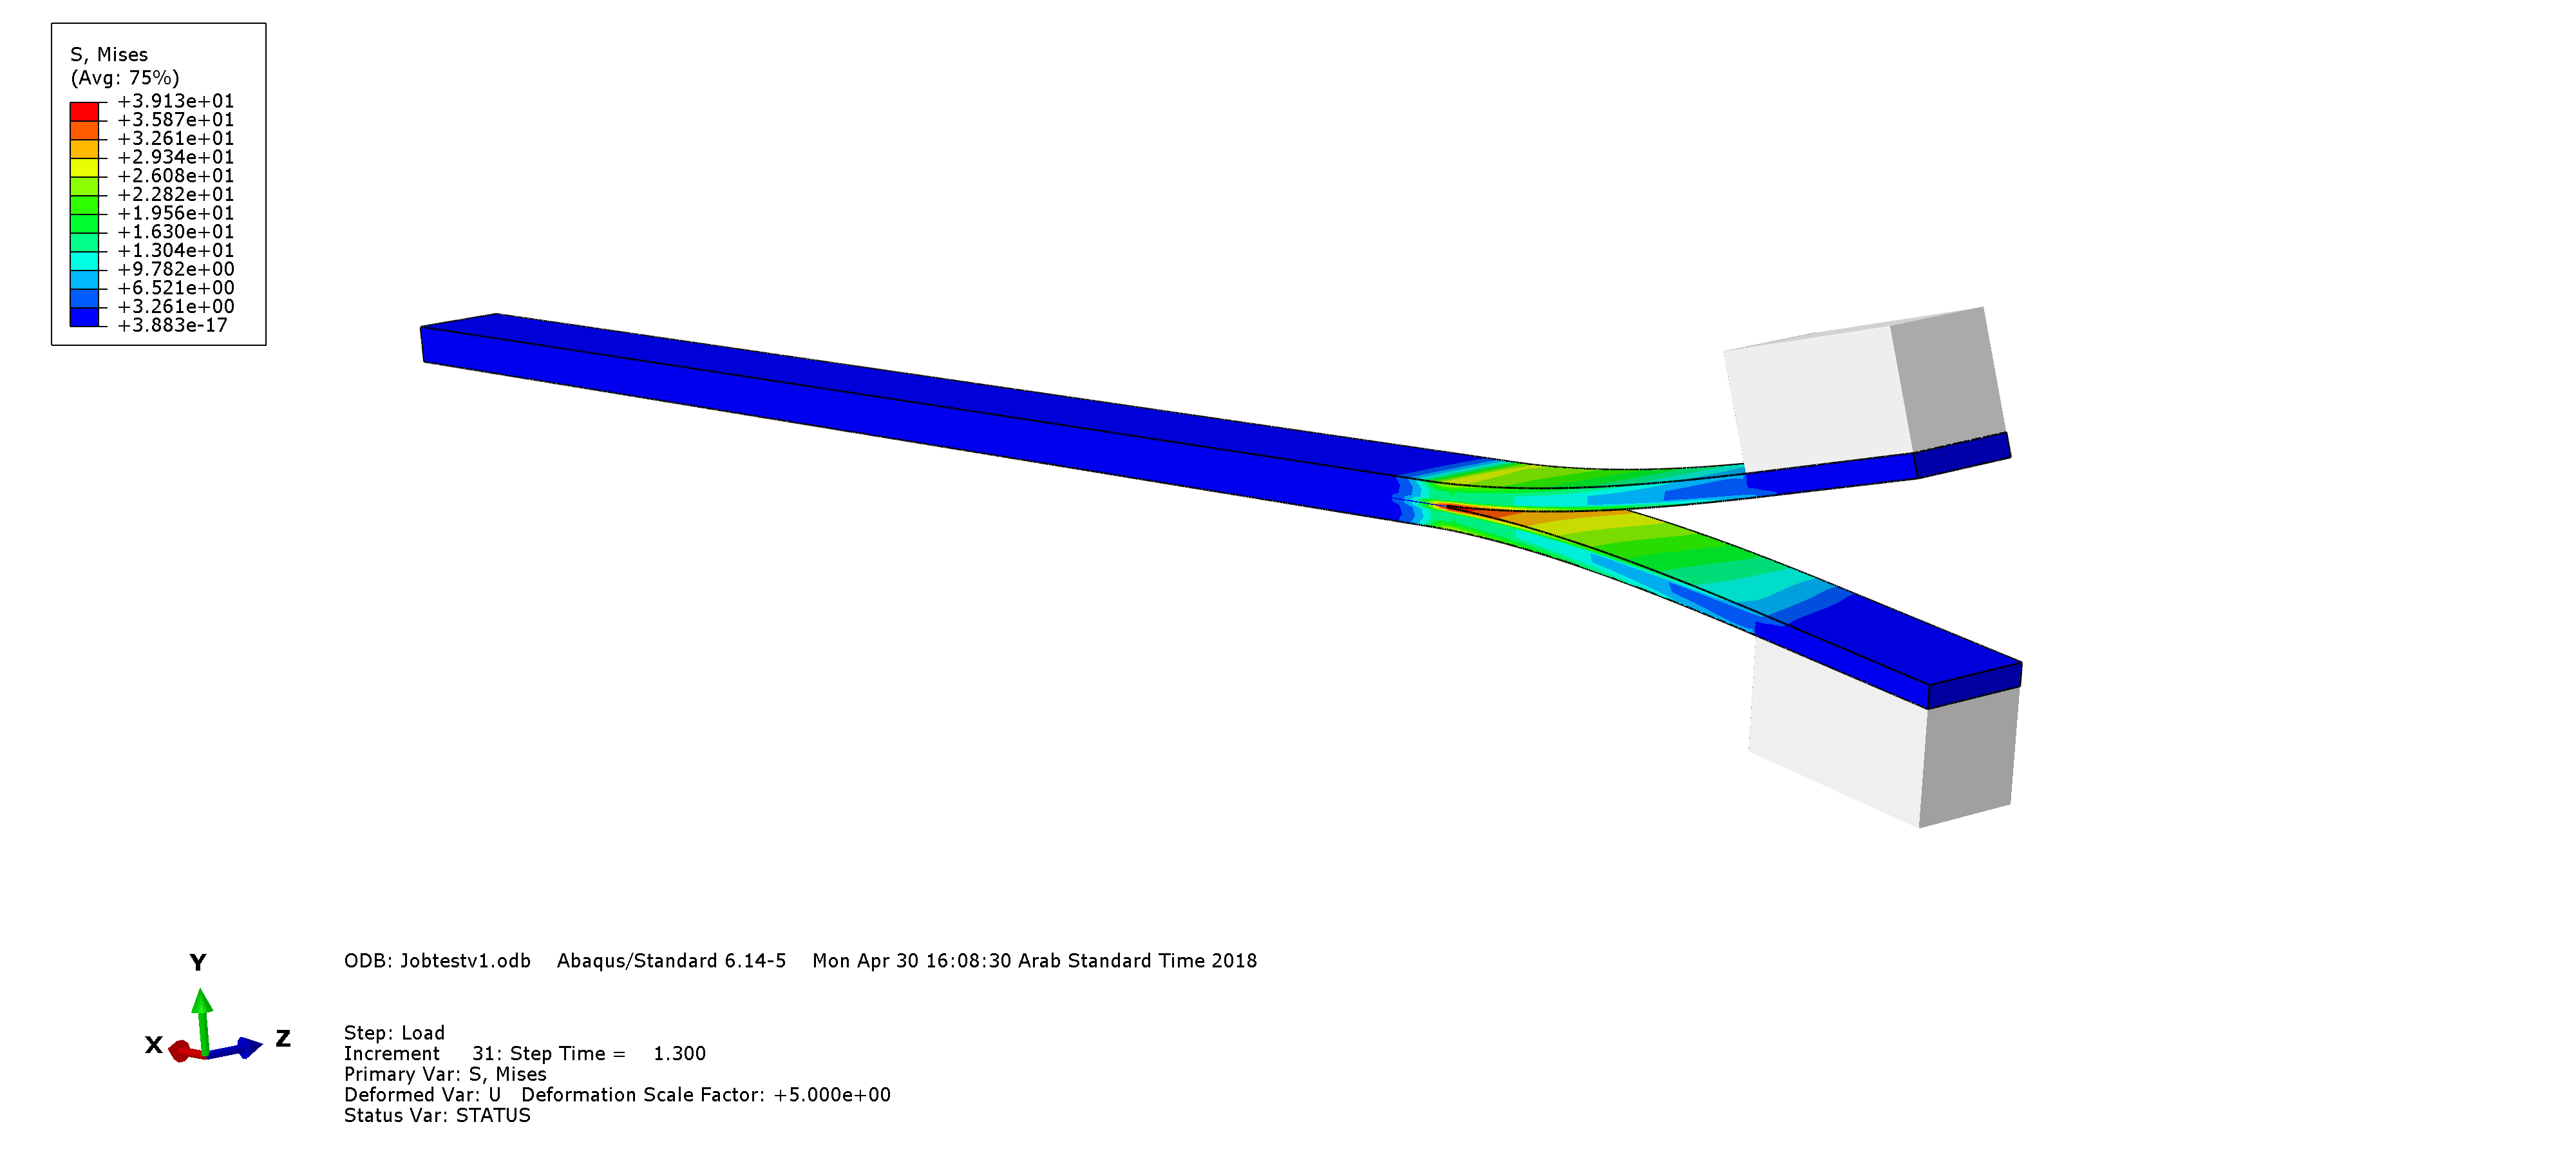 S, Mises
(Avg: 75%)
+3.913e+01
+3.587e+01
+3.261e+01
+2.934e+01
+2.608e+01
+2.282e+01
+1.956e+01
+1.630e+01
+1.304e+01
+9.782e+00
+6.521e+00
+3.261e+00
+3.883e-17
Y
X
Z
ODB: Jobtestv1.odb    Abaqus/Standard 6.14-5    Mon Apr 30 16:08:30 Arab Standard Time 2018
Step: Load
Increment     31: Step Time =    1.300
Primary Var: S, Mises
Deformed Var: U   Deformation Scale Factor: +5.000e+00
Status Var: STATUS